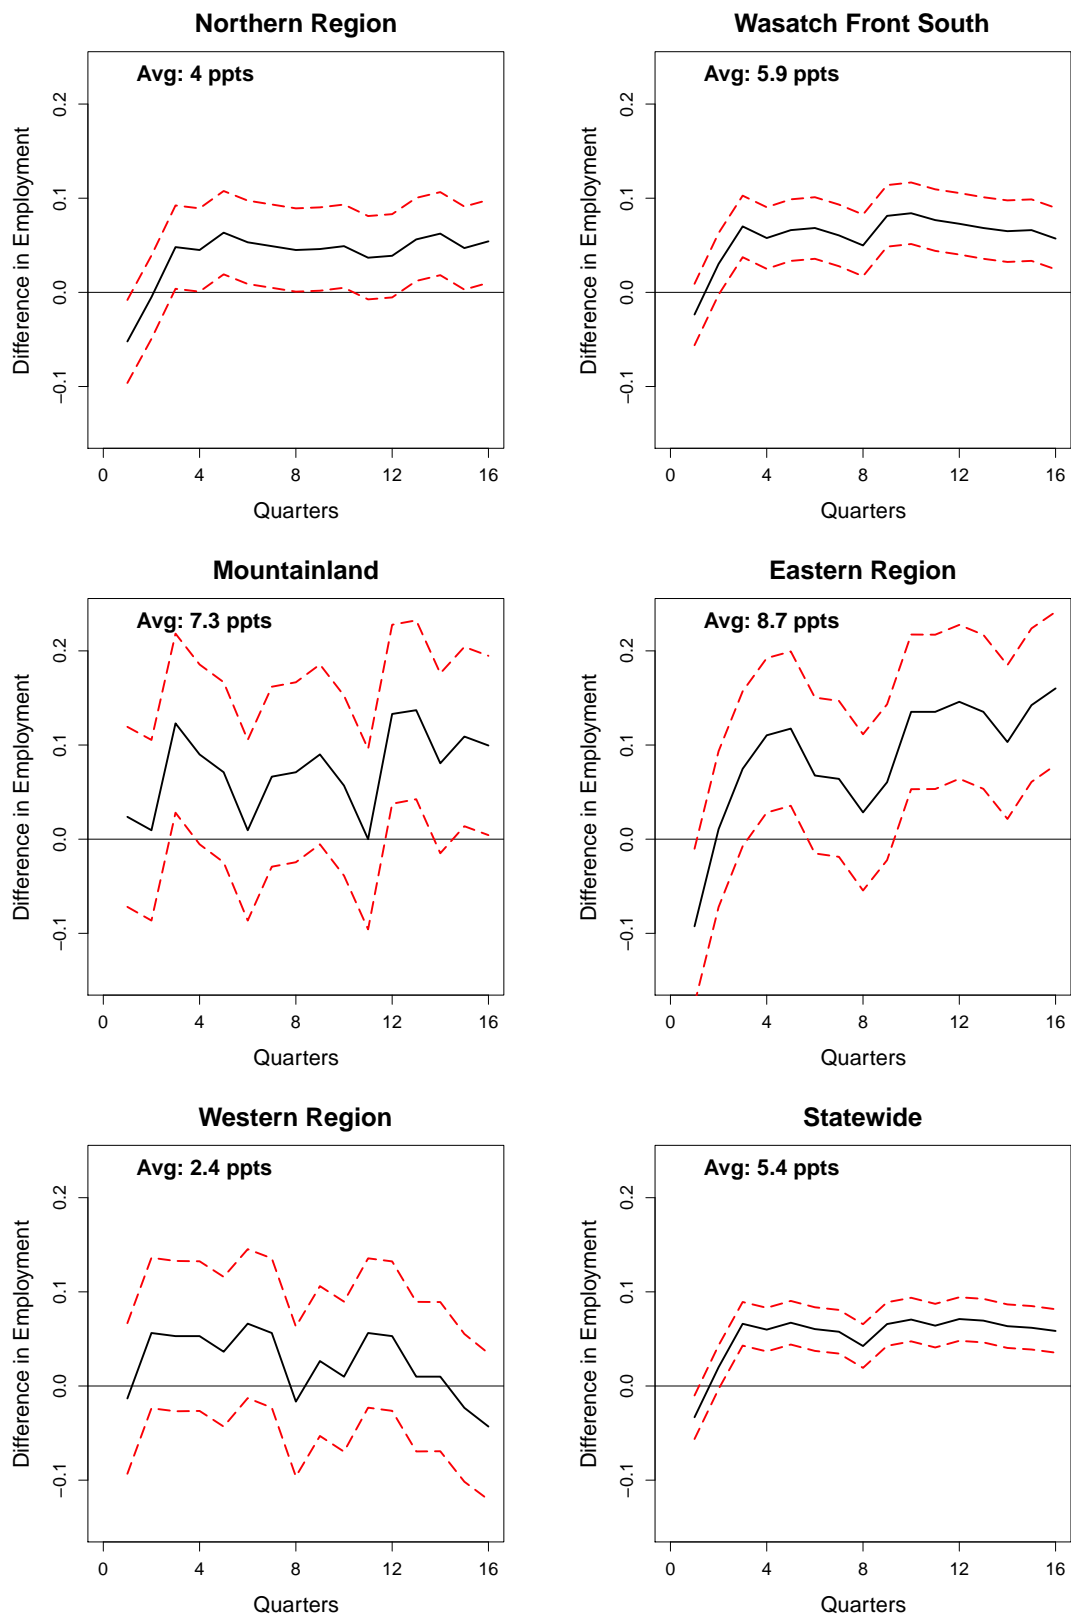 Northern Region
Avg: 4 ppts
Difference in Employment
0.2
0.1
0.0
−0.1
0 4 8 12 16
Quarters
Wasatch Front South
Avg: 5.9 ppts
Difference in Employment
0.2
0.1
0.0
−0.1
0 4 8 12 16
Quarters
Mountainland
Avg: 7.3 ppts
Difference in Employment
0.2
0.1
0.0
−0.1
0 4 8 12 16
Quarters
Eastern Region
Avg: 8.7 ppts
Difference in Employment
0.2
0.1
0.0
−0.1
0 4 8 12 16
Quarters
Western Region
Avg: 2.4 ppts
Difference in Employment
0.2
0.1
0.0
−0.1
0 4 8 12 16
Quarters
Statewide
Avg: 5.4 ppts
Difference in Employment
0.2
0.1
0.0
−0.1
0 4 8 12 16
Quarters